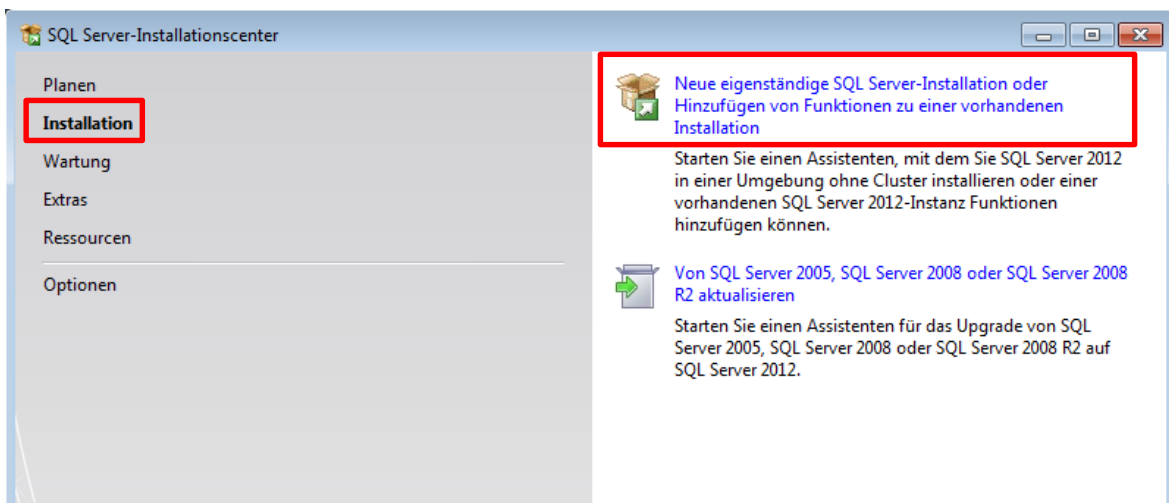 SQL Server-Installationscenter
Planen
Installation
Wartung
Extras
Ressourcen
Optionen
Neue eigenständige SQL Server-Installation oder
Hinzufügen von Funktionen zu einer vorhandenen
Installation
Starten Sie einen Assistenten, mit dem Sie SQL Server 2012
in einer Umgebung ohne Cluster installieren oder einer
vorhandenen SQL Server 2012-Instanz Funktionen
hinzufügen können.
Von SQL Server 2005, SQL Server 2008 oder SQL Server 2008
R2 aktualisieren
Starten Sie einen Assistenten für das Upgrade von SQL
Server 2005, SQL Server 2008 oder SQL Server 2008 R2 auf
SQL Server 2012.